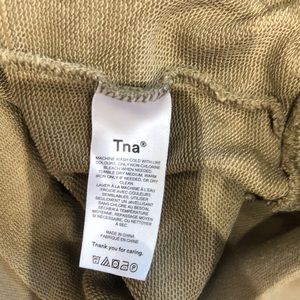 Tna®
MACHINE WASH COLD WITH LIKE
COLOURS, ONLY NON-CHLORINE
BLEACH WHEN NEEDED.
TUMBLE DRY MEDIUM, WARM
IRON ONLY IF NEEDED, OR DRY
CLEAN.
LAVER À LA MACHINE À L'EAU
FROIDE AVEC COULEURS
SEMBLABLES, UTILISER
SEULEMENT UN JAVELLISANT
SANS CHLORE AU BESOIN.
SÉCHER À TEMPÉRATURE
MOYENNE, REPASSAGE MOYEN
SI NÉCESSAIRE, OU NETTOYER
À SEC.
MADE IN CHINA
FABRIQUÉ EN CHINE
Thank you for caring.